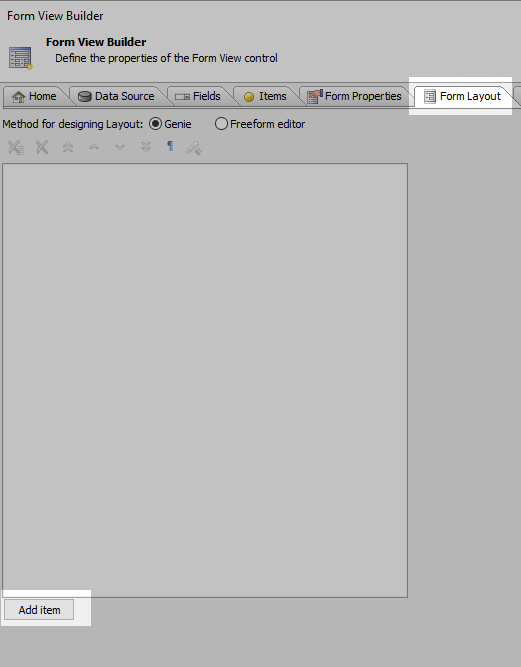 Form View Builder
Form View Builder
Define the properties of the Form View control
Home Data Source Fields Items Form Properties Form Layout
Method for designing Layout: Genie Freeform editor
Add item